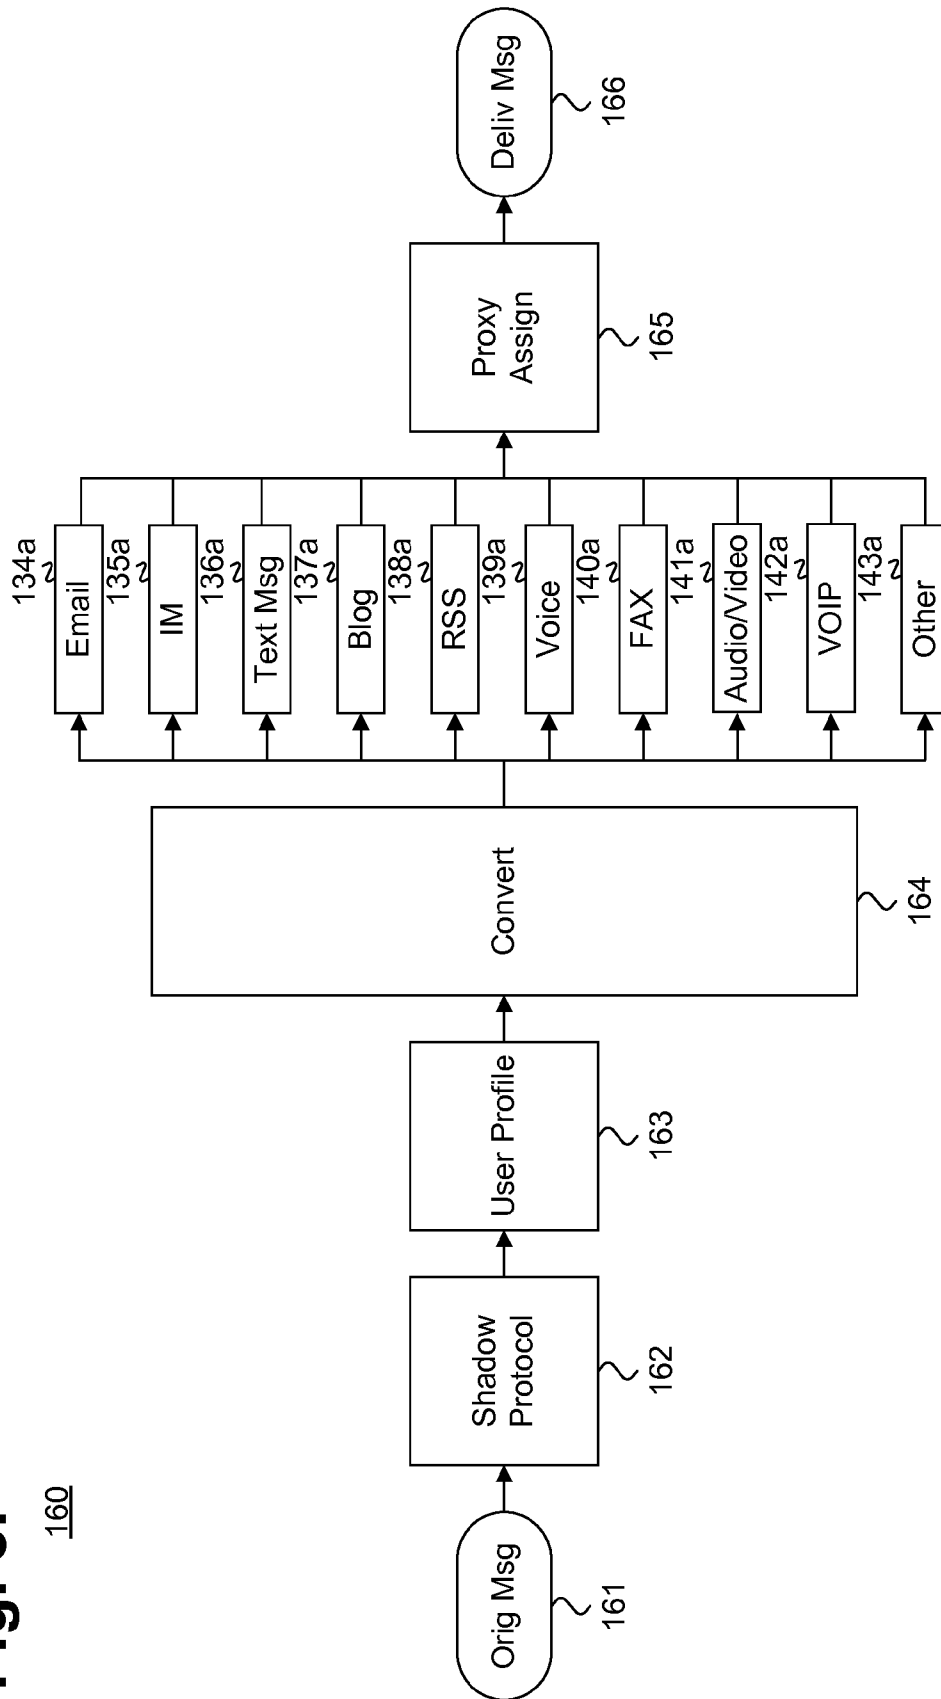 Fig.
160
Orig Msg
161
Shadow
Protocol
162
User Profile
163
Convert
164
134a
Email
135a
IM
136a
Text Msg
137a
Blog
138a
RSS
139a
Voice
140a
FAX
141a
Audio/Video
142a
VOIP
143a
Other
Proxy
Assign
165
Deliv Msg
166